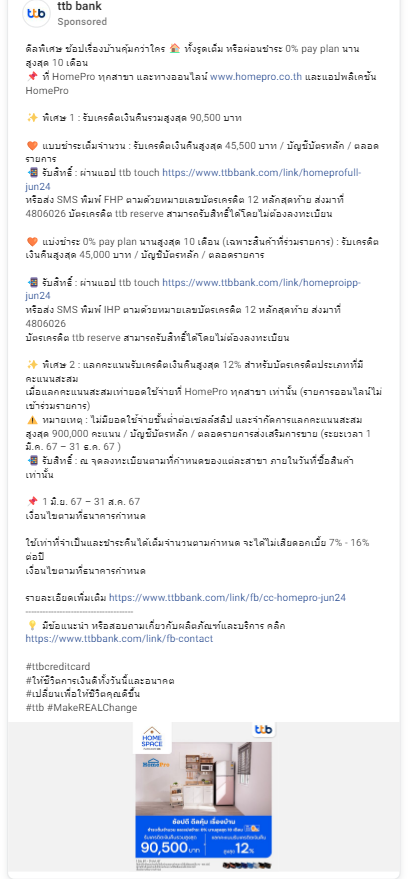 ttb
ttb bank
Sponsored
ดีลพิเศษ ช้อปเรื่องบ้านคุ้มกว่าใคร 🏠 ทั้งรูดเต็ม หรือผ่อนชำระ 0% pay plan นาน
สูงสุด 10 เดือน
📌 ที่ HomePro ทุกสาขา และทางออนไลน์ www.homepro.co.th และแอปพลิเคชัน
HomePro
✨ พิเศษ 1 : รับเครดิตเงินคืนรวมสูงสุด 90,500 บาท
🧡 แบบชำระเต็มจำนวน : รับเครดิตเงินคืนสูงสุด 45,500 บาท / บัญชีบัตรหลัก / ตลอด
รายการ
📲 รับสิทธิ์ : ผ่านแอป ttb touch https://www.ttbbank.com/link/homeprofull-
jun24
หรือส่ง SMS พิมพ์ FHP ตามด้วยหมายเลขบัตรเครดิต 12 หลักสุดท้าย ส่งมาที่
4806026 บัตรเครดิต ttb reserve สามารถรับสิทธิ์ได้โดยไม่ต้องลงทะเบียน
🧡 แบ่งชำระ 0% pay plan นานสูงสุด 10 เดือน (เฉพาะสินค้าที่ร่วมรายการ) : รับเครดิต
เงินคืนสูงสุด 45,000 บาท / บัญชีบัตรหลัก / ตลอดรายการ
📲 รับสิทธิ์ : ผ่านแอป ttb touch https://www.ttbbank.com/link/homeproipp-
jun24
หรือส่ง SMS พิมพ์ IHP ตามด้วยหมายเลขบัตรเครดิต 12 หลักสุดท้าย ส่งมาที่
4806026
บัตรเครดิต ttb reserve สามารถรับสิทธิ์ได้โดยไม่ต้องลงทะเบียน
✨ พิเศษ 2 : แลกคะแนนรับเครดิตเงินคืนสูงสุด 12% สำหรับบัตรเครดิตประเภทที่มี
คะแนนสะสม
เมื่อแลกคะแนนสะสมเท่ายอดใช้จ่ายที่ HomePro ทุกสาขา เท่านั้น (รายการออนไลน์ไม่
เข้าร่วมรายการ)
⚠️ หมายเหตุ : ไม่มียอดใช้จ่ายขั้นต่ำต่อเซลล์สลิป และจำกัดการแลกคะแนนสะสม
สูงสุด 900,000 คะแนน / บัญชีบัตรหลัก / ตลอดรายการส่งเสริมการขาย (ระยะเวลา 1
มี.ค. 67 – 31 ธ.ค. 67 )
📲 รับสิทธิ์ : ณ จุดลงทะเบียนตามที่กำหนดของแต่ละสาขา ภายในวันที่ซื้อสินค้า
เท่านั้น
📌 1 มิ.ย. 67 – 31 ส.ค. 67
เงื่อนไขตามที่ธนาคารกำหนด
ใช้เท่าที่จำเป็นและชำระคืนได้เต็มจำนวนตามกำหนด จะได้ไม่เสียดอกเบี้ย 7% - 16%
ต่อปี
เงื่อนไขตามที่ธนาคารกำหนด
รายละเอียดเพิ่มเติม https://www.ttbbank.com/link/fb/cc-homepro-jun24
------------------------------------
💡 มีข้อแนะนำ หรือสอบถามเกี่ยวกับผลิตภัณฑ์และบริการ คลิก
https://www.ttbbank.com/link/fb-contact
#ttbcreditcard
#ให้ชีวิตการเงินดีทั้งวันนี้และอนาคต
#เปลี่ยนเพื่อให้ชีวิตคุณดีขึ้น
#ttb #MakeREALChange
HOME
SPACE
ttb
HomePro
ช้อปดี ดีลคุ้ม เรื่องบ้าน
รับเครดิตเงินคืนรวมสูงสุด
90,500 บาท
สูงสุด 12%